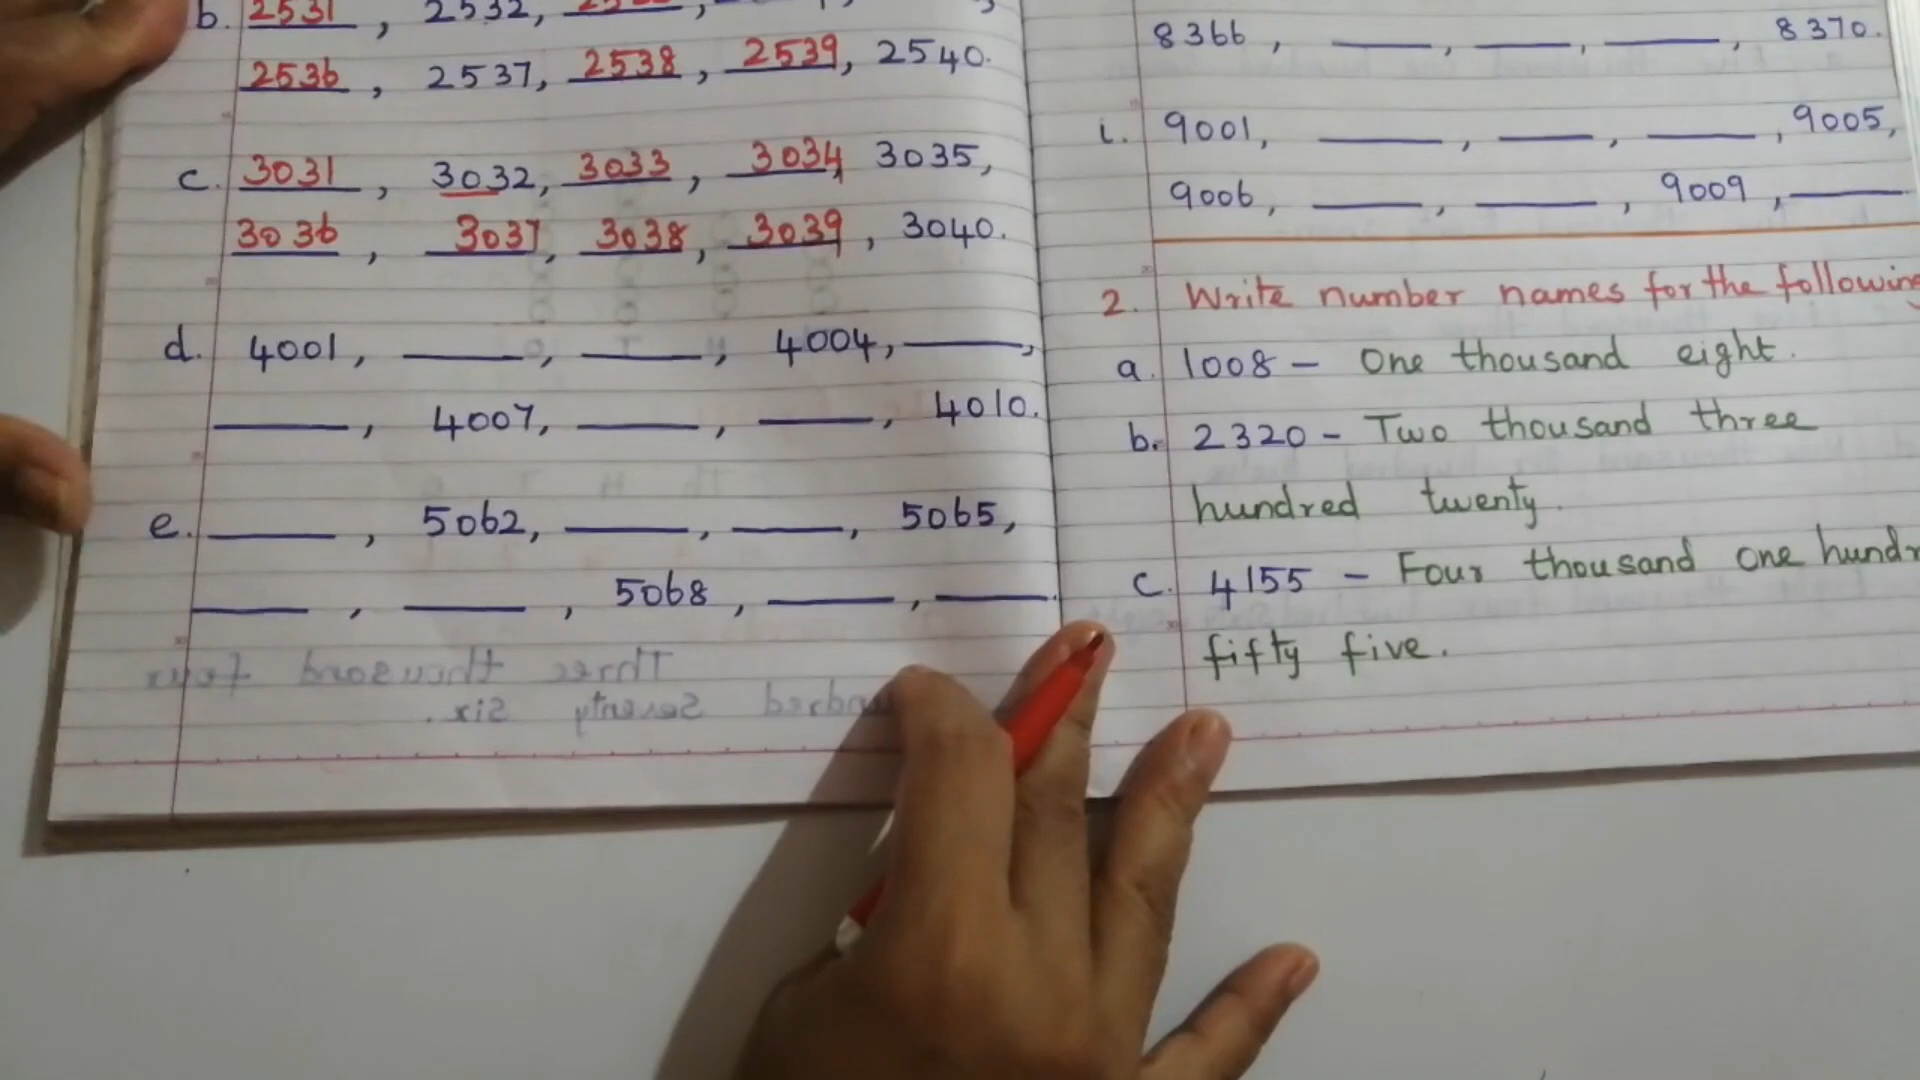 b. 2531, 2532,
2536, 2537, 2538, 2539, 2540.
c. 3031, 3032, 3033, 3034, 3035,
3036, 3037, 3038, 3039, 3040.
d. 4001, ____, ____, 4004, ____,
____, 4007, ____, ____, 4010.
e. ____, 5062, ____, ____, 5065,
____, ____, 5068, ____, ____.
8366, ____, ____, ____, 8370.
i. 9001, ____, ____, ____, 9005,
9006, ____, ____, 9009, ____
2. Write number names for the following
a. 1008 – One thousand eight.
b. 2320 – Two thousand three
hundred twenty.
c. 4155 – Four thousand one hundr
fifty five.